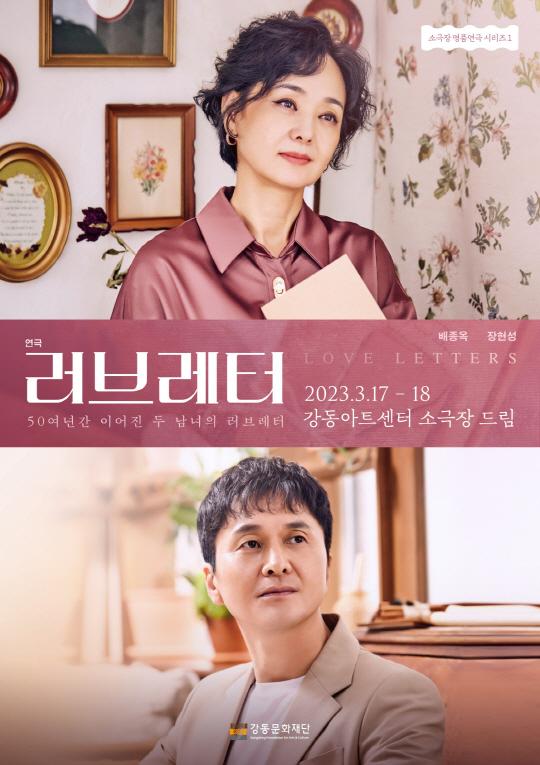 소극장 명품연극 시리즈 1
배종옥 장현성
연극
러브레터
LOVE LETTERS
50여년간 이어진 두 남녀의 러브레터
2023.3.17 - 18
강동아트센터 소극장 드림
강동문화재단